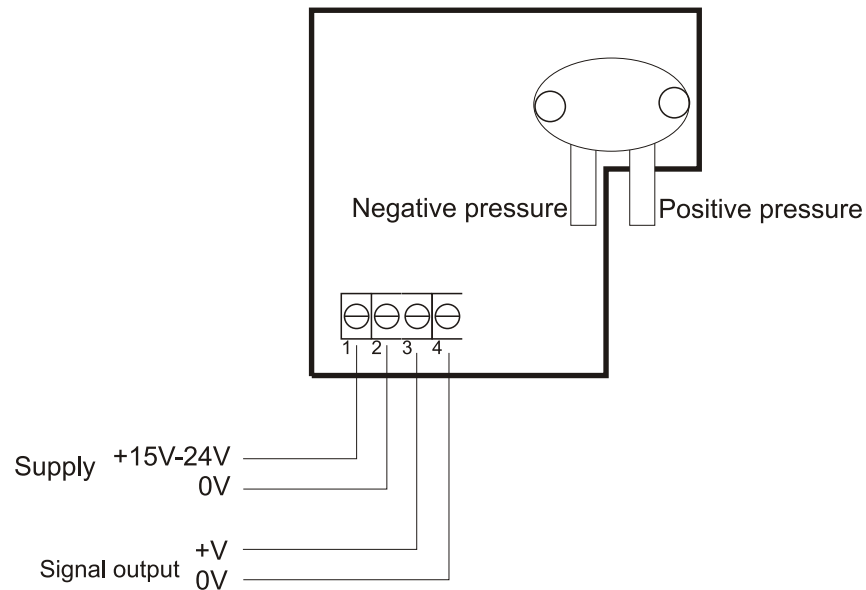 Negative pressure
Positive pressure
1 2 3 4
Supply +15V-24V
0V
Signal output +V
0V